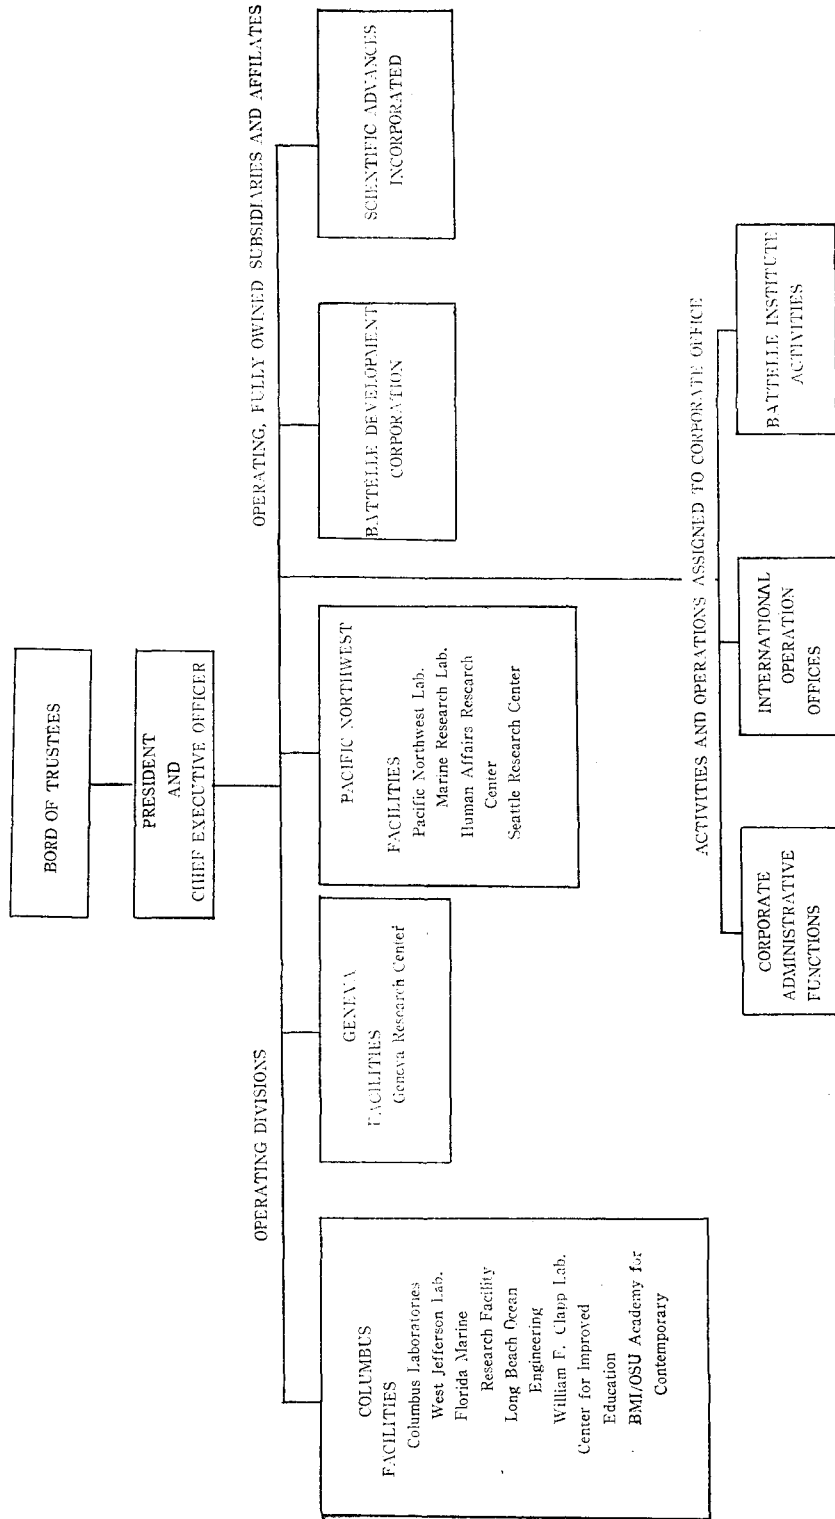 BORD OF TRUSTEES
PRESIDENT
AND
CHIEF EXECUTIVE OFFICER
OPERATING DIVISIONS
OPERATING, FULLY OWINED SUBSIDIARIES AND AFFILATES
COLUMBUS
FACILITIES
Columbus Laboratories
West Jefferson Lab.
Florida Marine
Research Facility
Long Beach Ocean
Engineering
William F. Clapp Lab.
Center for Improved
Education
BMI/OSU Academy for
Contemporary
GENEVA
FACILITIES
Geneva Research Center
PACIFIC NORTHWEST
FACILITIES
Pacific Northwest Lab.
Marine Research Lab.
Human Affairs Research
Center
Seattle Research Center
BATTELLE DEVELOPMENT
CORPORATION
SCIENTIFIC ADVANCES
INCORPORATED
ACTIVITIES AND OPERATIONS ASSIGNED TO CORPORATE OFFICE
CORPORATE
ADMINISTRATIVE
FUNCTIONS
INTERNATIONAL
OPERATION
OFFICES
BATTELLE INSTITUTE
ACTIVITIES